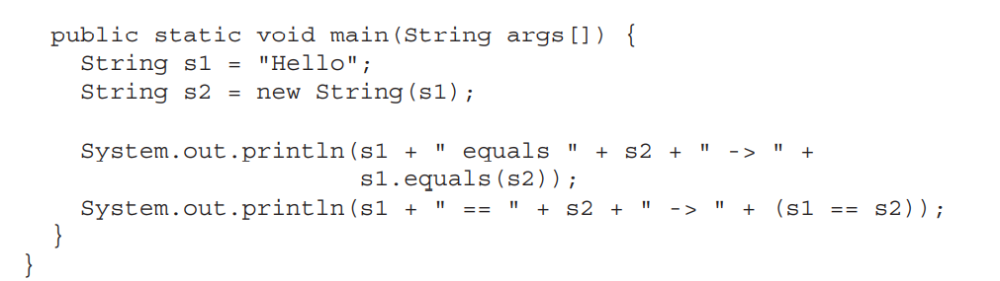 public static void main(String args[]) {
String s1 = "Hello";
String s2 = new String(s1);
System.out.println(s1 + " equals " + s2 + " -> " +
s1.equals(s2));
System.out.println(s1 + " == " + s2 + " -> " + (s1 == s2));
}
}